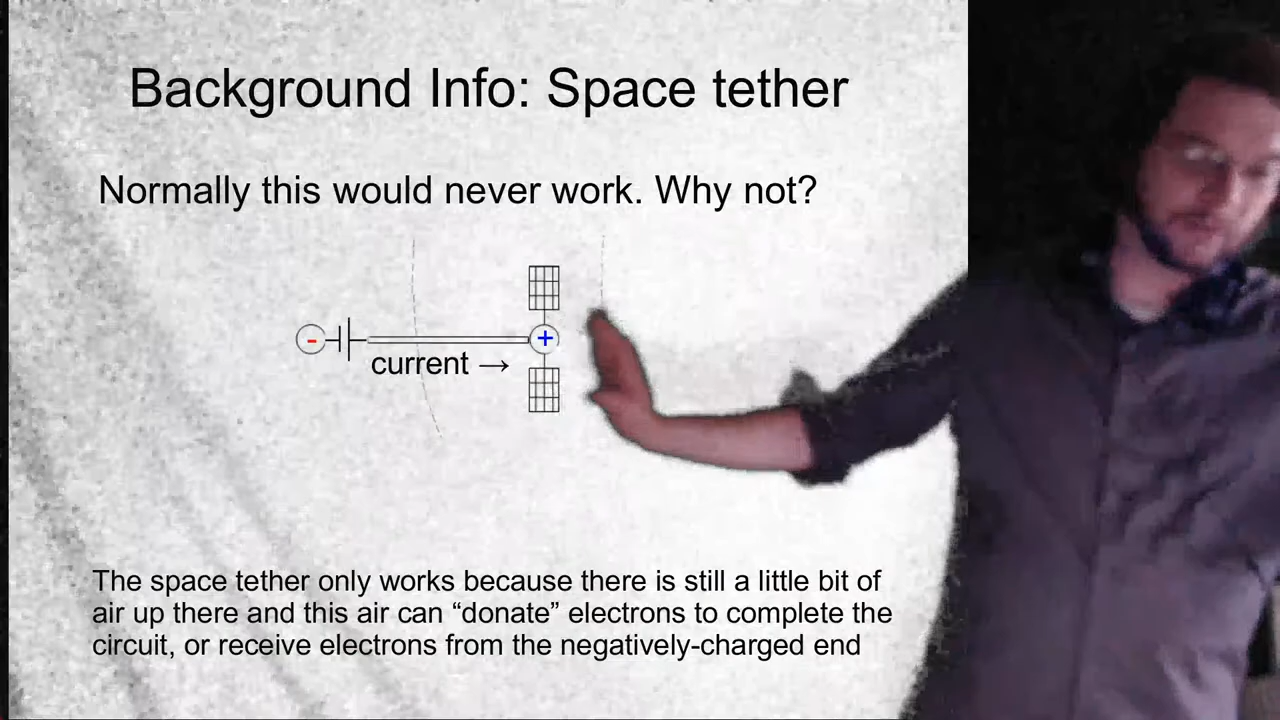 Background Info: Space tether
Normally this would never work. Why not?
- +
current →
The space tether only works because there is still a little bit of
air up there and this air can “donate” electrons to complete the
circuit, or receive electrons from the negatively-charged end